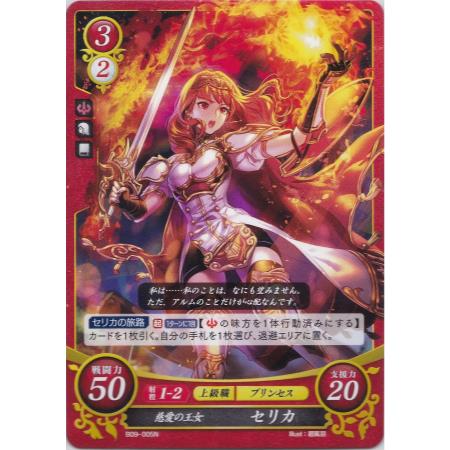 3
2
私は……私のことは、なにも望みません。
ただ、アルムのことだけが心配なんです。
セリカの旅路 起 1ターンに1回 【の味方を1体行動済みにする】
カードを1枚引く。自分の手札を1枚選び、退避エリアに置く。
戦闘力 50 射程 1-2 上級職 プリンセス 支援力 20
慈愛の王女 セリカ
B09-005N Illust：